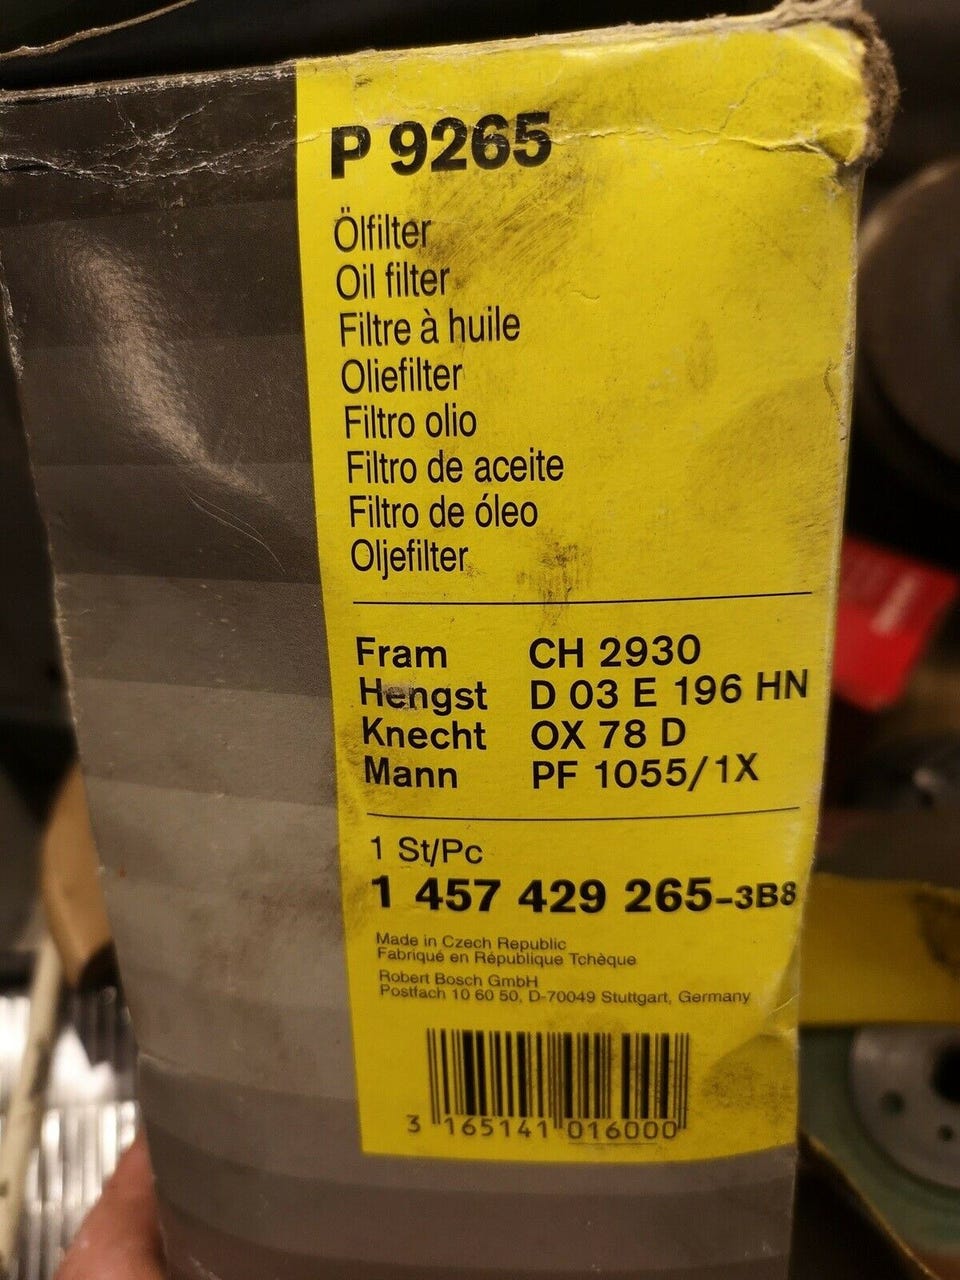 P 9265
Ölfilter
Oil filter
Filtre à huile
Oliefilter
Filtro olio
Filtro de aceite
Filtro de óleo
Oljefilter
Fram CH 2930
Hengst D 03 E 196 HN
Knecht OX 78 D
Mann PF 1055/1X
1 St/Pc
1 457 429 265-3B8
Made in Czech Republic
Fabriqué en République Tchèque
Robert Bosch GmbH
Postfach 10 60 50, D-70049 Stuttgart, Germany
3 165141 016000